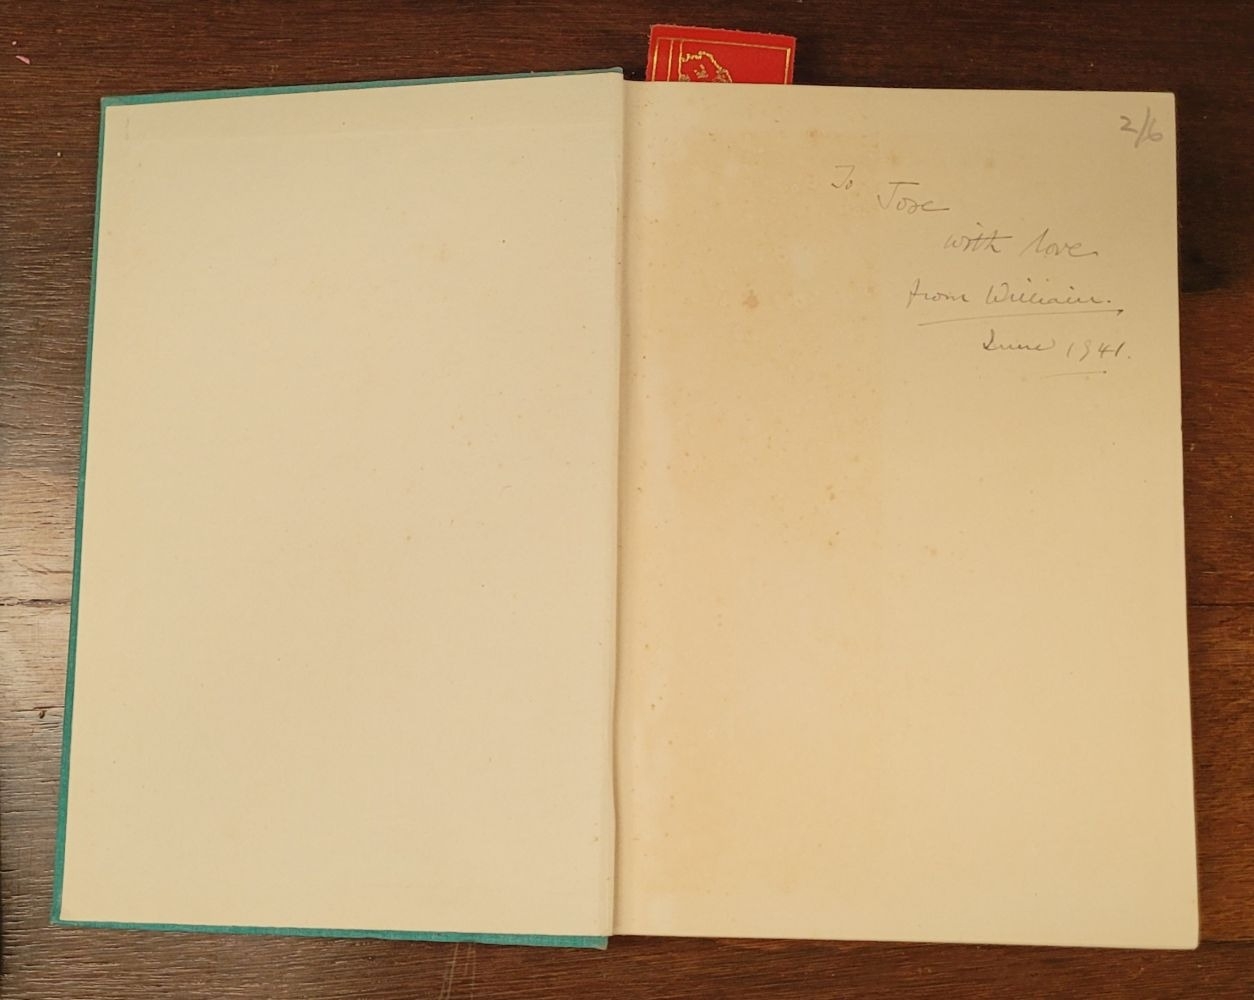 2/6
To
Jose
with love
from William.
June 1941.